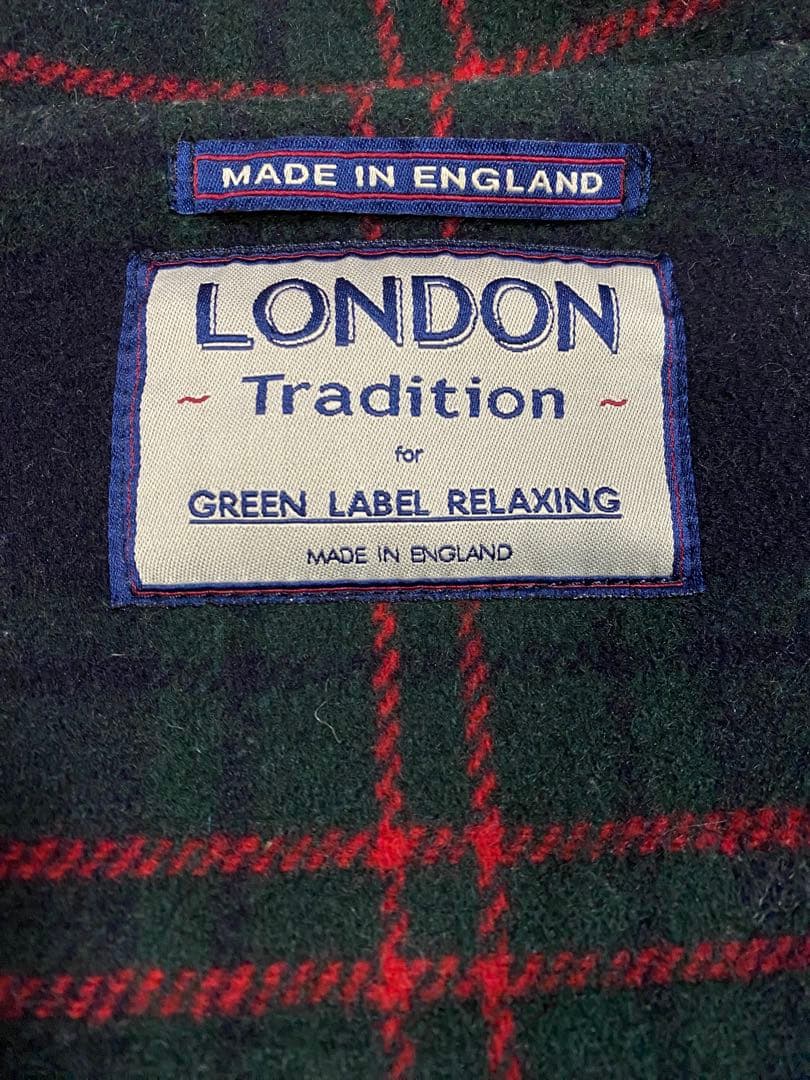 MADE IN ENGLAND
LONDON
~ Tradition ~
for
GREEN LABEL RELAXING
MADE IN ENGLAND